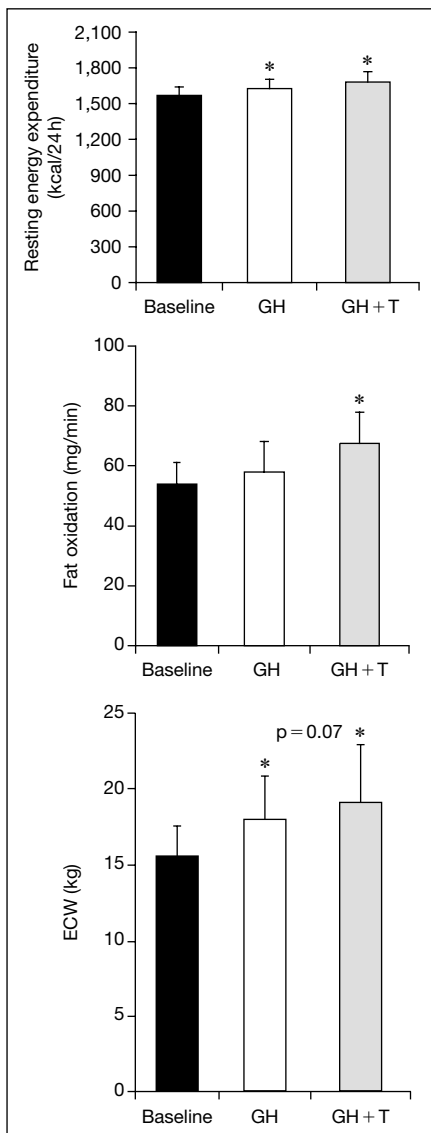 Resting energy expenditure
(kcal/24h)
2,100
1,800
1,500
1,200
900
600
300
0
*
*
Baseline
GH
GH + T
Fat oxidation (mg/min)
100
80
60
40
20
0
*
Baseline
GH
GH + T
ECW (kg)
25
20
15
10
5
0
p = 0.07
*
*
Baseline
GH
GH + T